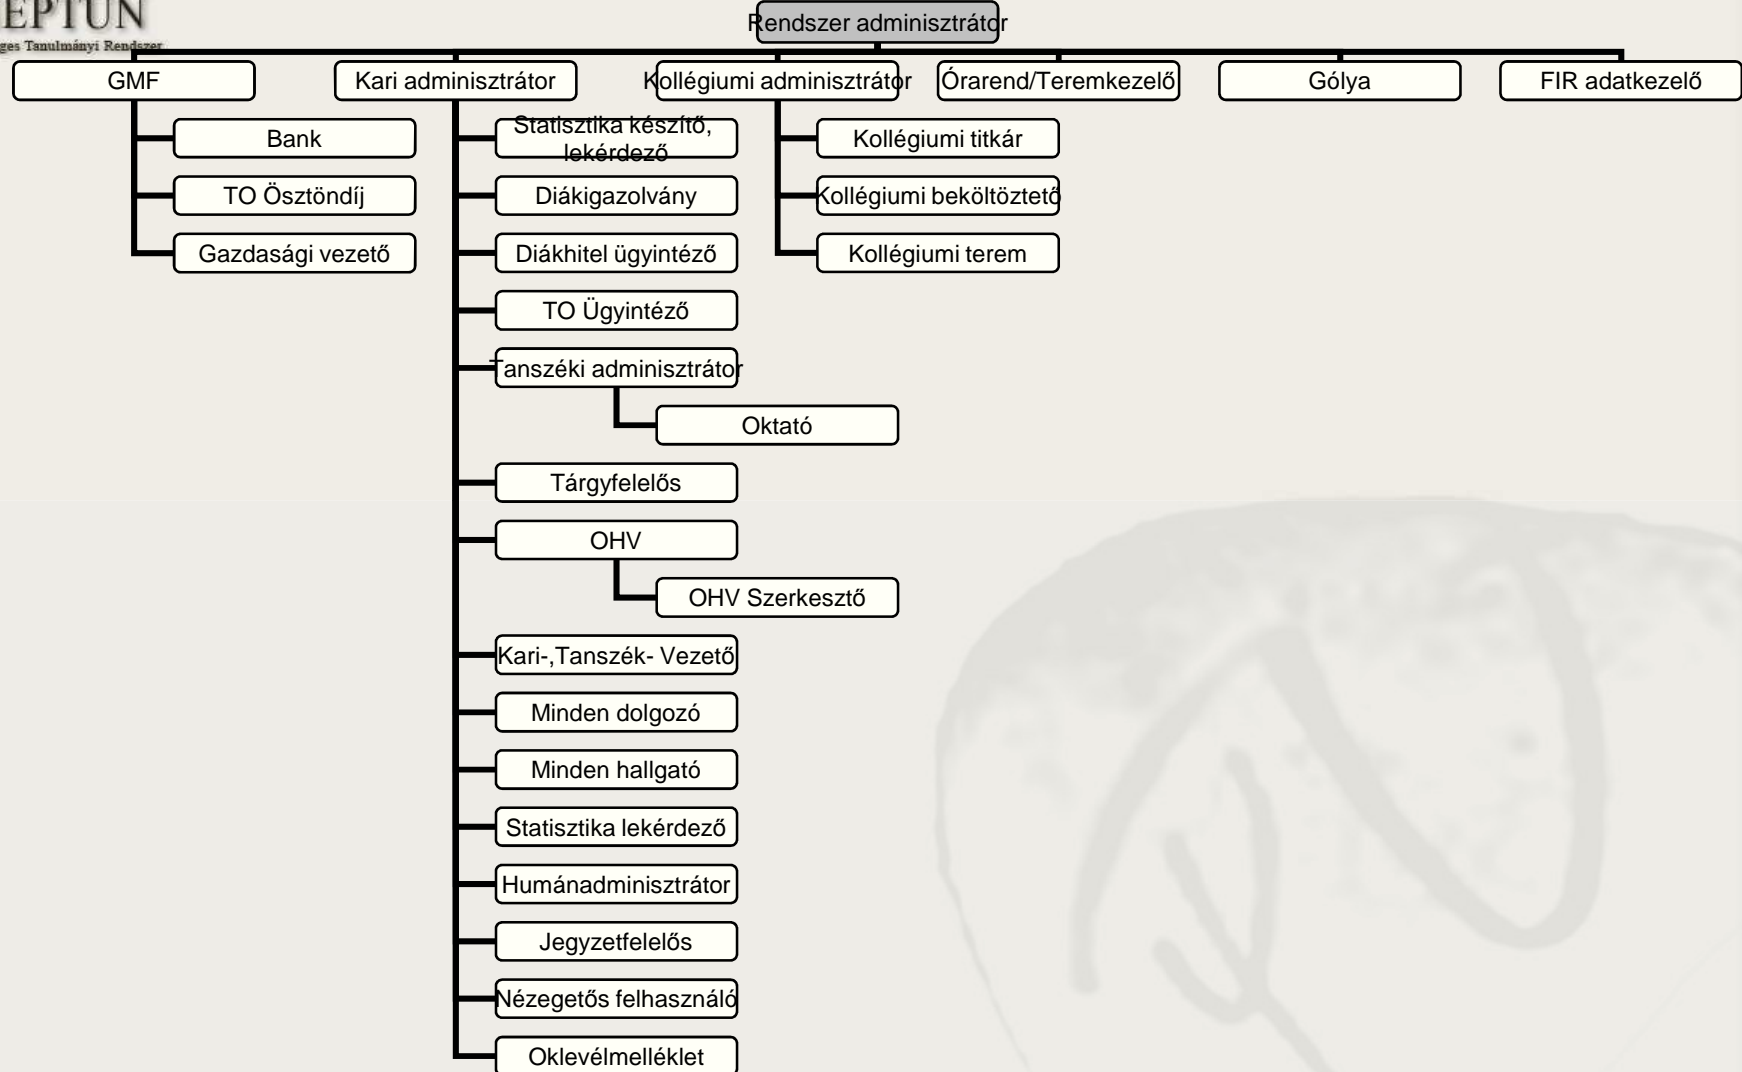 EPTUN
ges Tanulmányi Rendszer
Rendszer adminisztrátor
GMF
Kari adminisztrátor
Kollégiumi adminisztrátor
Órarend/Teremkezelő
Gólya
FIR adatkezelő
Bank
TO Ösztöndíj
Gazdasági vezető
Statisztika készítő,
lekérdező
Diákigazolvány
Diákhitel ügyintéző
TO Ügyintéző
Tanszéki adminisztrátor
Oktató
Tárgyfelelős
OHV
OHV Szerkesztő
Kari-,Tanszék- Vezető
Minden dolgozó
Minden hallgató
Statisztika lekérdező
Humánadminisztrátor
Jegyzetfelelős
Nézegetős felhasználó
Oklevélmelléklet
Kollégiumi titkár
Kollégiumi beköltöztető
Kollégiumi terem